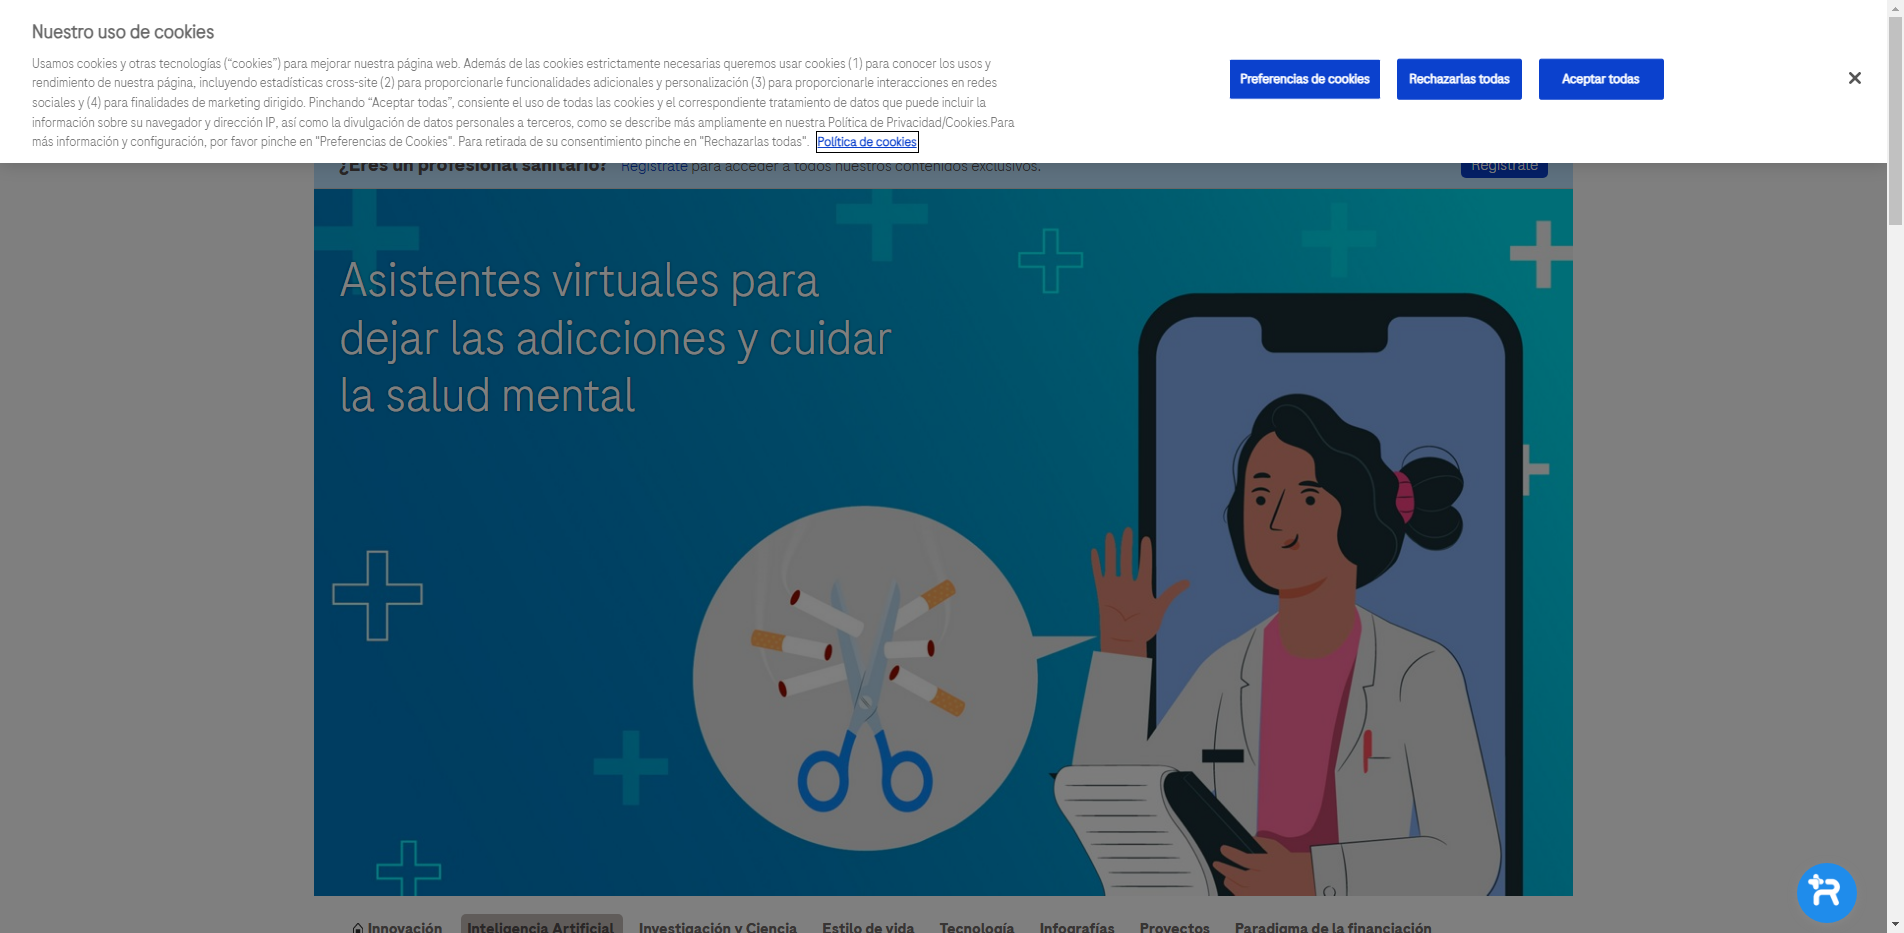 Nuestro uso de cookies
Usamos cookies y otras tecnologías (“cookies”) para mejorar nuestra página web. Además de las cookies estrictamente necesarias queremos usar cookies (1) para conocer los usos y
rendimiento de nuestra página, incluyendo estadísticas cross-site (2) para proporcionarle funcionalidades adicionales y personalización (3) para proporcionarle interacciones en redes
sociales y (4) para finalidades de marketing dirigido. Pinchando “Aceptar todas”, consiente el uso de todas las cookies y el correspondiente tratamiento de datos que puede incluir la
información sobre su navegador y dirección IP, así como la divulgación de datos personales a terceros, como se describe más ampliamente en nuestra Política de Privacidad/Cookies.Para
más información y configuración, por favor pinche en "Preferencias de Cookies". Para retirada de su consentimiento pinche en "Rechazarlas todas". Política de cookies
Preferencias de cookies Rechazarlas todas Aceptar todas
¿Eres un profesional sanitario? Regístrate para acceder a todos nuestros contenidos exclusivos. Regístrate
Asistentes virtuales para
dejar las adicciones y cuidar
la salud mental
Innovación Inteligencia Artificial Investigación y Ciencia Estilo de vida Tecnología Infografías Proyectos Paradigma de la financiación